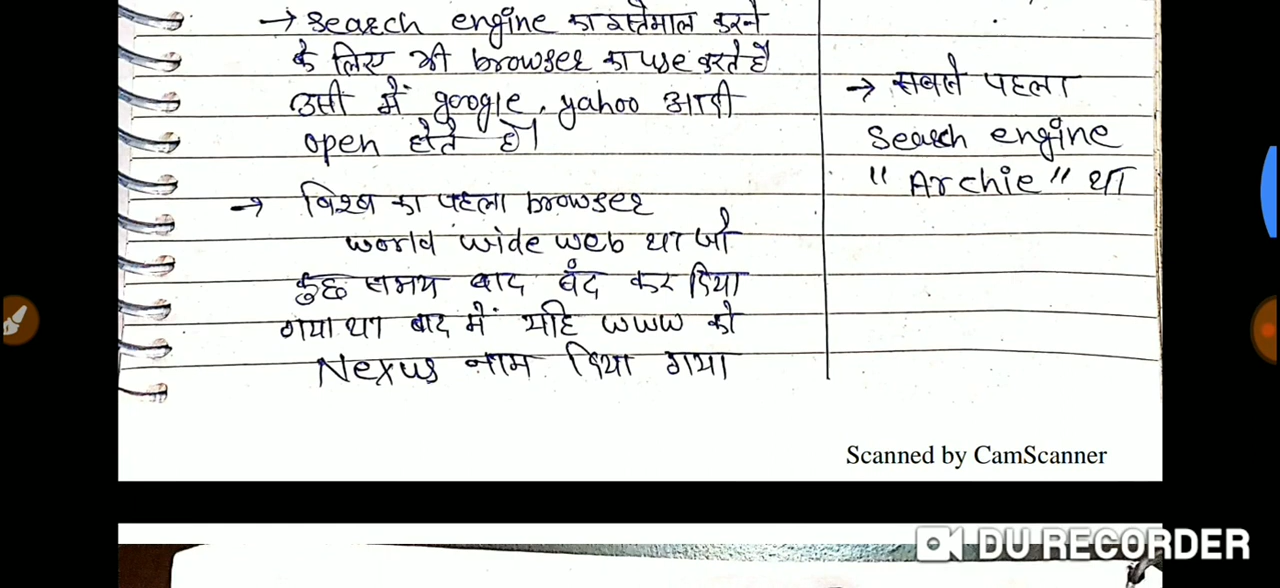 → Search engine का इस्तेमाल करने
के लिए भी browser का use करते है
उसी में google, yahoo आदी
open होते है।
→ विश्व का पहला browser
world wide web था जो
कुछ समय बाद बंद कर दिया
गया था बाद में यदि www को
Nexus नाम दिया गया
→ सबसे पहला
Search engine
"Archie" था
Scanned by CamScanner
DU RECORDER